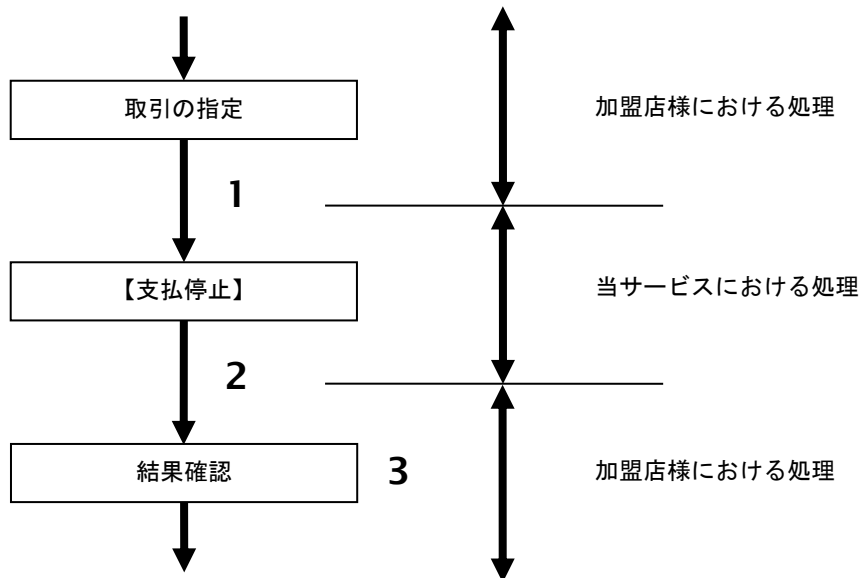 取引の指定
加盟店様における処理
1
【支払停止】
当サービスにおける処理
2
結果確認
3
加盟店様における処理